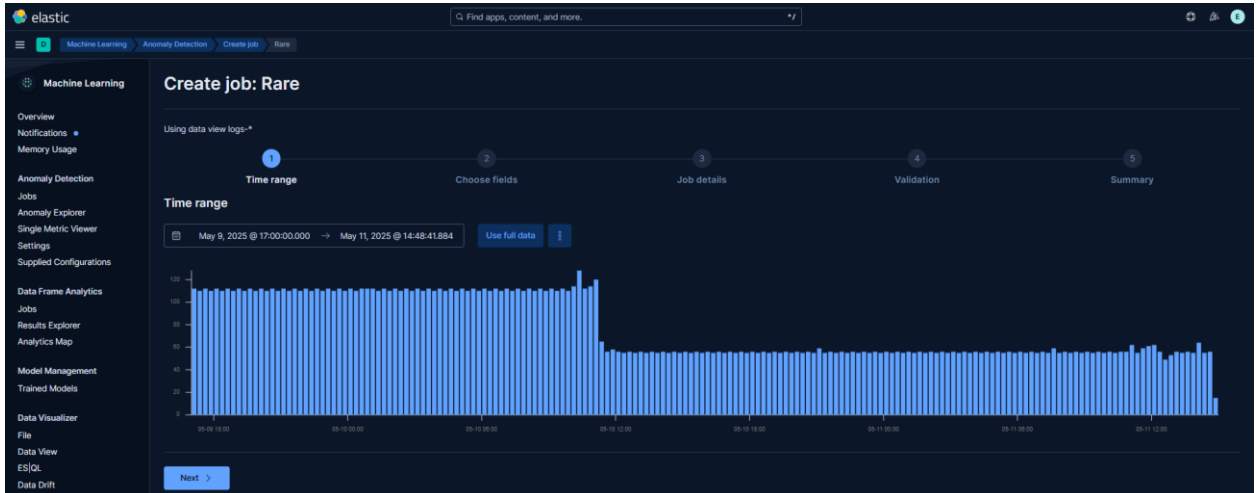 elastic
Find apps, content, and more.
*/
D
Machine Learning
Anomaly Detection
Create job
Rare
E
Machine Learning
Overview
Notifications
Memory Usage
Anomaly Detection
Jobs
Anomaly Explorer
Single Metric Viewer
Settings
Supplied Configurations
Data Frame Analytics
Jobs
Results Explorer
Analytics Map
Model Management
Trained Models
Data Visualizer
File
Data View
ES|QL
Data Drift
Create job: Rare
Using data view logs-*
1 2 3 4 5
Time range Choose fields Job details Validation Summary
Time range
May 9, 2025 @ 17:00:00.000 → May 11, 2025 @ 14:48:41.884 Use full data
120
100
80
60
40
20
0
05-09 18:00 05-10 00:00 05-10 06:00 05-10 12:00 05-10 18:00 05-11 00:00 05-11 06:00 05-11 12:00
Next >